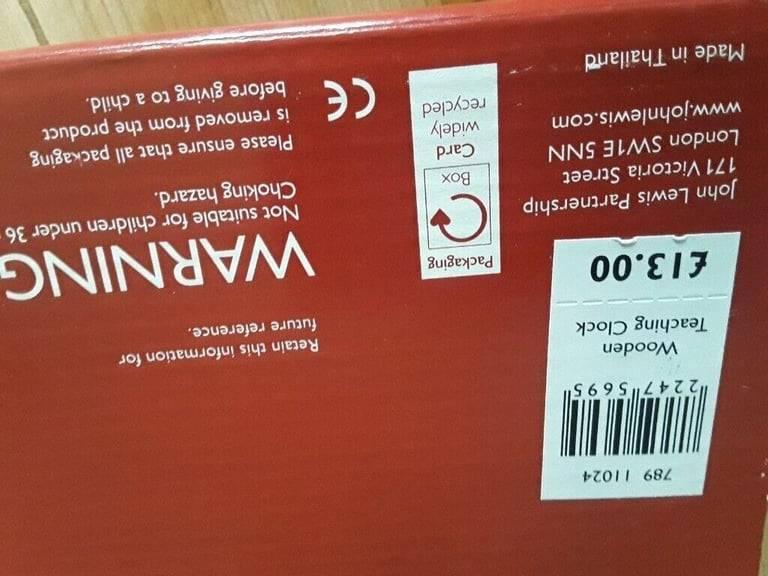 789 11024
2247 5695
Wooden
Teaching Clock
£13.00
John Lewis Partnership
171 Victoria Street
London SW1E 5NN
www.johnlewis.com
Made in Thailand
Packaging
Box
Card
widely
recycled
CE
Retain this information for
future reference.
WARNING
Not suitable for children under 36
Choking hazard.
Please ensure that all packaging
is removed from the product
before giving to a child.